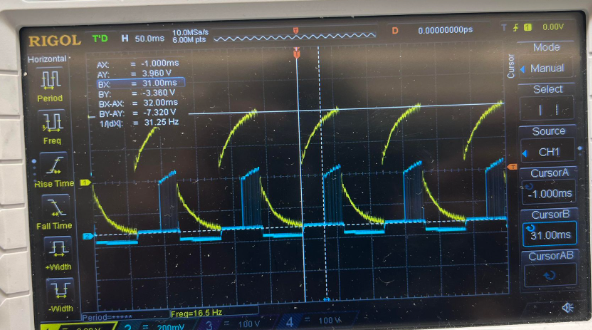 RIGOL T'D H 50.0ms 10.0MSa/s 6.00M pts D 0.00000000ps T 0.00V
Horizontal
Period
Freq
Rise Time
Fall Time
+Width
-Width
AX: = -1.000ms
AY: = 3.960 V
BX: = 31.00ms
BY: = -3.360 V
BX-AX: = 32.00ms
BY-AY: = -7.320 V
1/|dX|: = 31.25 Hz
Cursor
Mode
Manual
Select
Source
CH1
CursorA
-1.000ms
CursorB
31.00ms
CursorAB
Period=*****
Freq=16.5 Hz
2 = 200mV 3 = 100 V 4 = 100 V